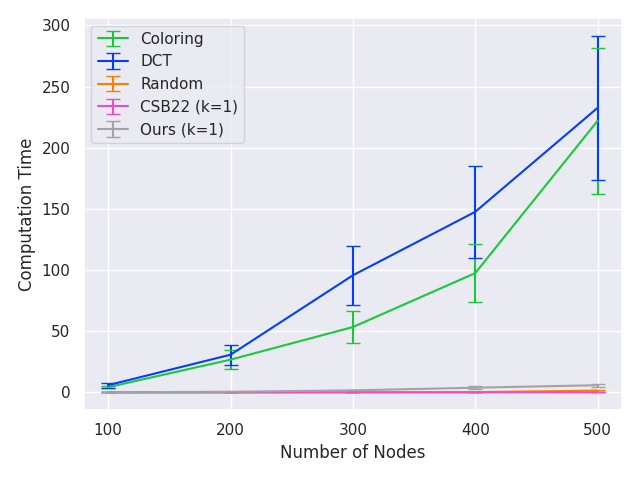 300
250
200
150
100
50
0
Computation Time
Coloring
DCT
Random
CSB22 (k=1)
Ours (k=1)
100 200 300 400 500
Number of Nodes